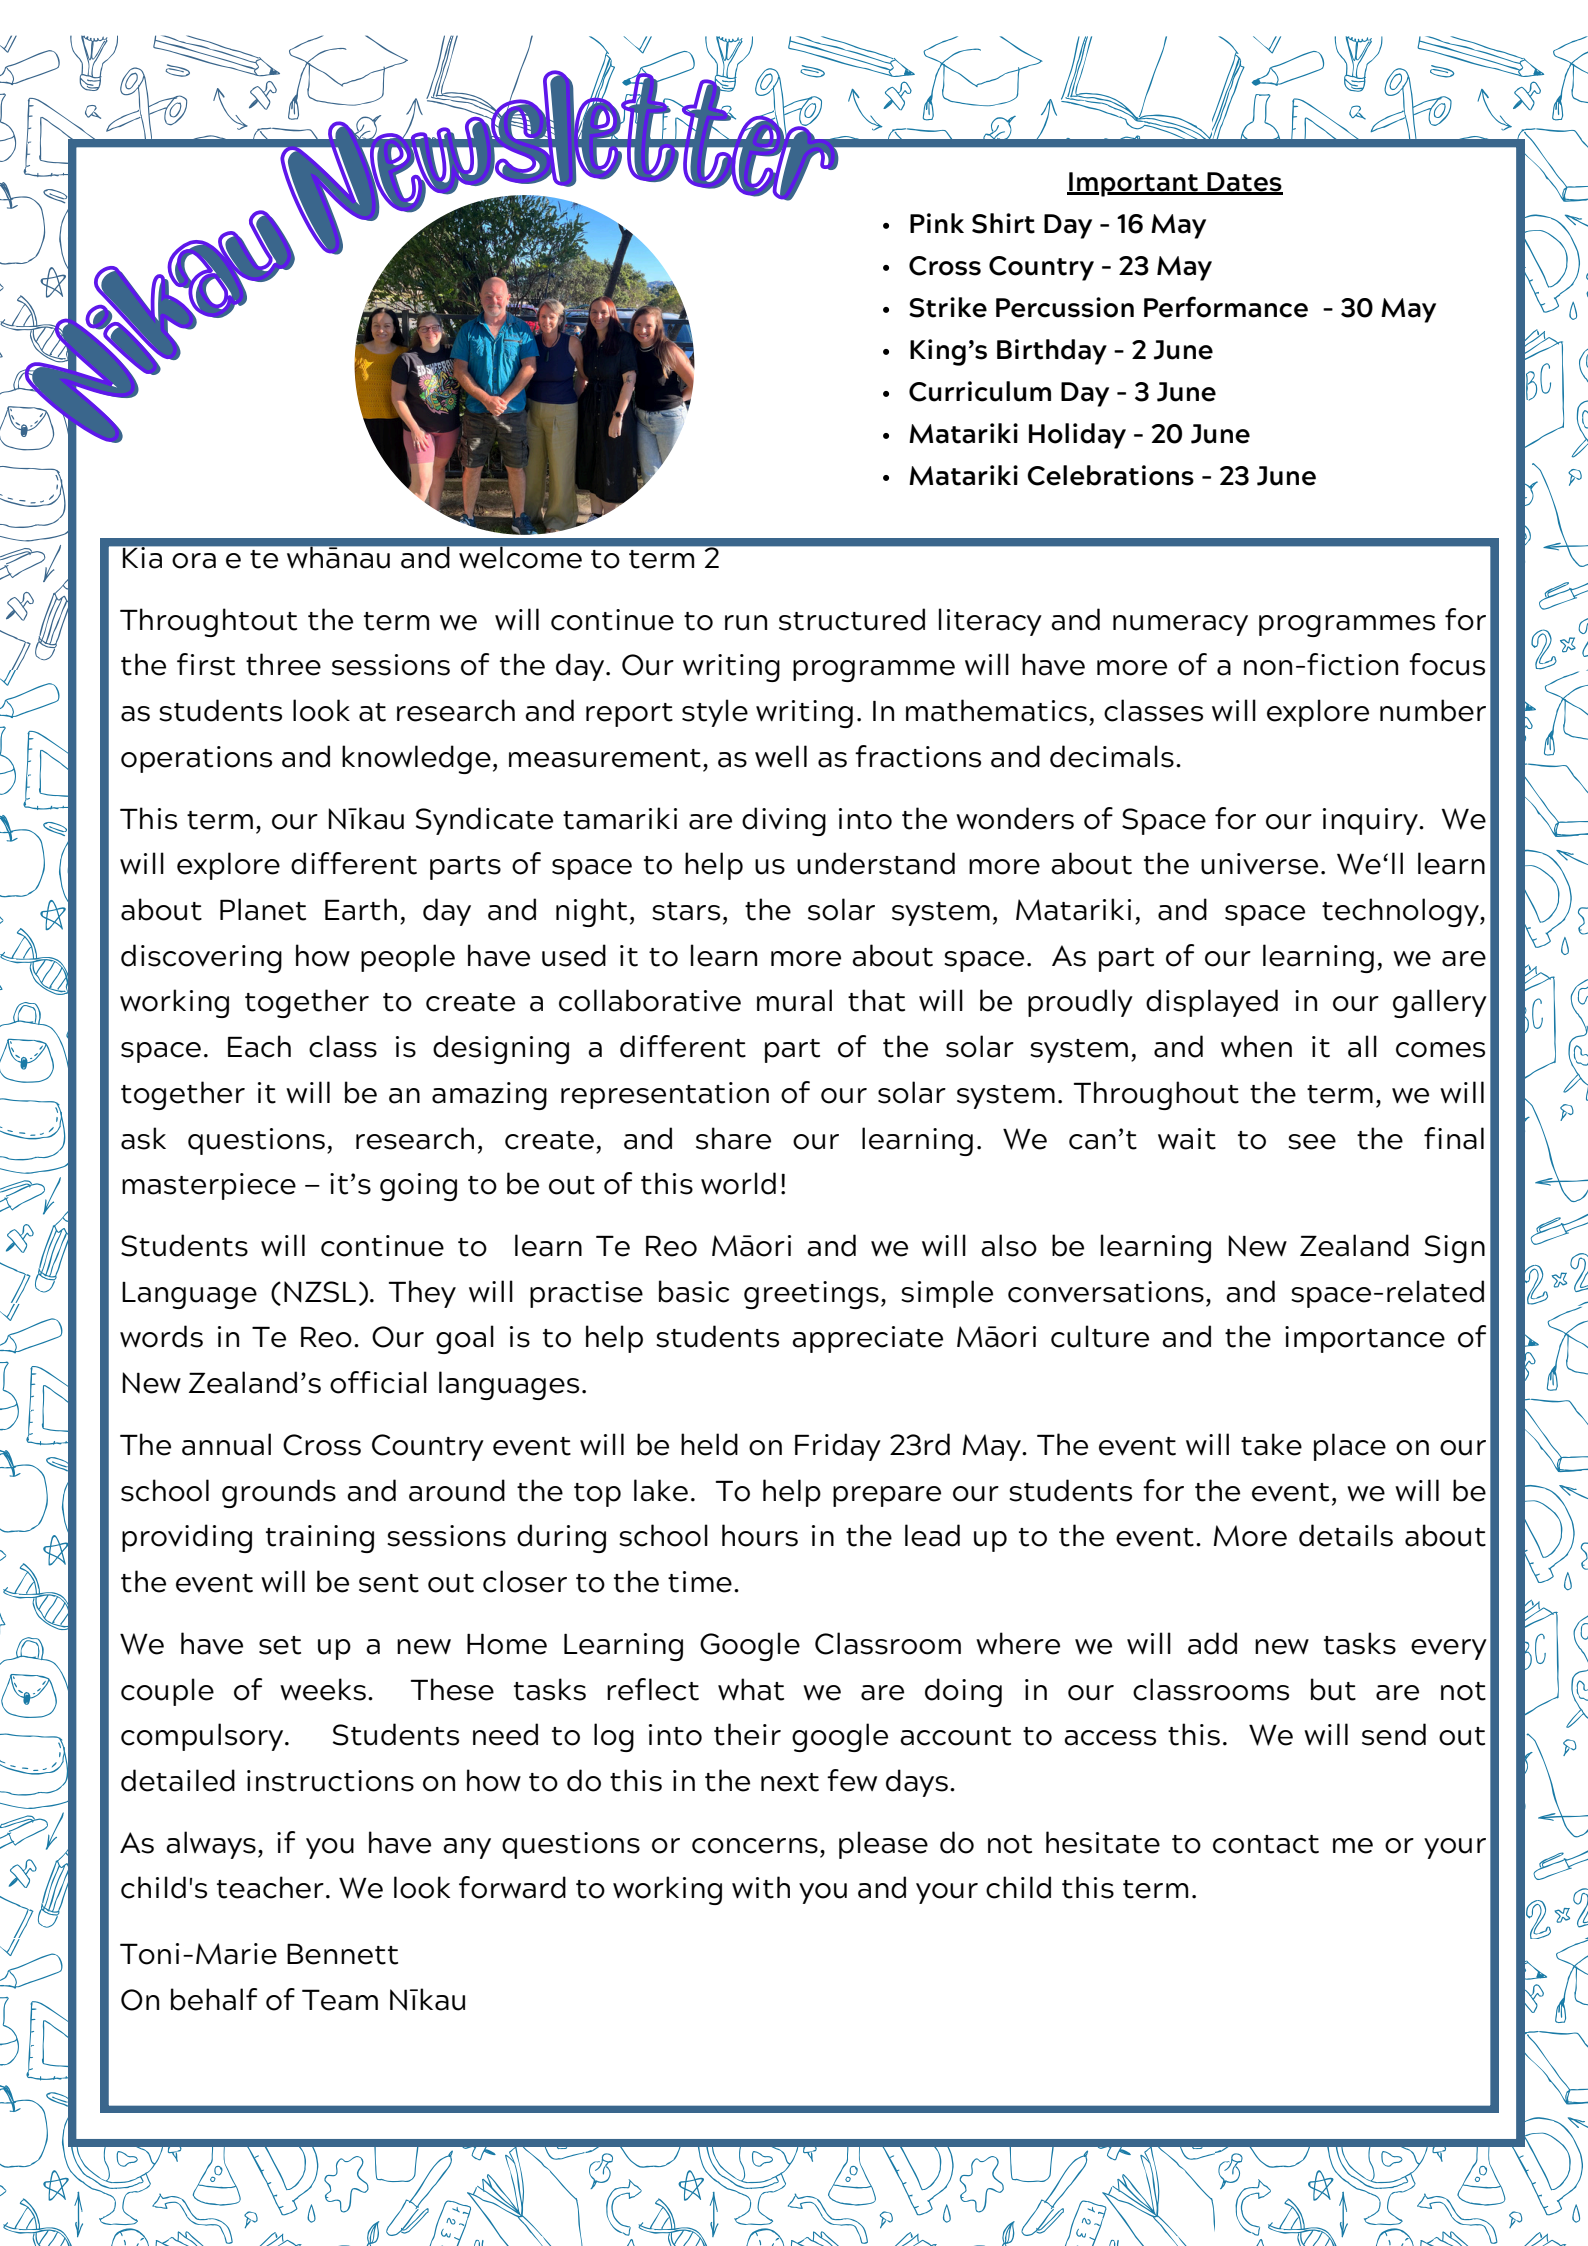 Nikau Newsletter
Important Dates
• Pink Shirt Day - 16 May
• Cross Country - 23 May
• Strike Percussion Performance - 30 May
• King’s Birthday - 2 June
• Curriculum Day - 3 June
• Matariki Holiday - 20 June
• Matariki Celebrations - 23 June
Kia ora e te whānau and welcome to term 2
Throughtout the term we will continue to run structured literacy and numeracy programmes for
the first three sessions of the day. Our writing programme will have more of a non-fiction focus
as students look at research and report style writing. In mathematics, classes will explore number
operations and knowledge, measurement, as well as fractions and decimals.
This term, our Nīkau Syndicate tamariki are diving into the wonders of Space for our inquiry. We
will explore different parts of space to help us understand more about the universe. We‘ll learn
about Planet Earth, day and night, stars, the solar system, Matariki, and space technology,
discovering how people have used it to learn more about space. As part of our learning, we are
working together to create a collaborative mural that will be proudly displayed in our gallery
space. Each class is designing a different part of the solar system, and when it all comes
together it will be an amazing representation of our solar system. Throughout the term, we will
ask questions, research, create, and share our learning. We can’t wait to see the final
masterpiece – it’s going to be out of this world!
Students will continue to learn Te Reo Māori and we will also be learning New Zealand Sign
Language (NZSL). They will practise basic greetings, simple conversations, and space-related
words in Te Reo. Our goal is to help students appreciate Māori culture and the importance of
New Zealand’s official languages.
The annual Cross Country event will be held on Friday 23rd May. The event will take place on our
school grounds and around the top lake. To help prepare our students for the event, we will be
providing training sessions during school hours in the lead up to the event. More details about
the event will be sent out closer to the time.
We have set up a new Home Learning Google Classroom where we will add new tasks every
couple of weeks. These tasks reflect what we are doing in our classrooms but are not
compulsory. Students need to log into their google account to access this. We will send out
detailed instructions on how to do this in the next few days.
As always, if you have any questions or concerns, please do not hesitate to contact me or your
child's teacher. We look forward to working with you and your child this term.
Toni-Marie Bennett
On behalf of Team Nīkau